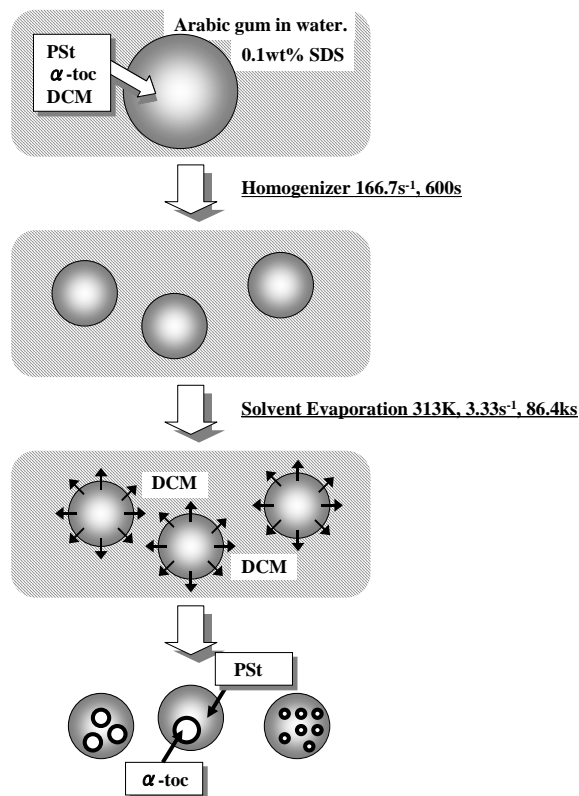 Arabic gum in water.
0.1wt% SDS
PSt
α-toc
DCM
Homogenizer 166.7s⁻¹, 600s
Solvent Evaporation 313K, 3.33s⁻¹, 86.4ks
DCM
DCM
PSt
α-toc